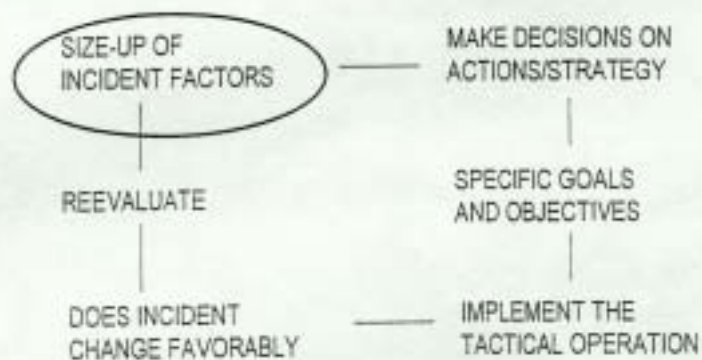 SIZE-UP OF
INCIDENT FACTORS
MAKE DECISIONS ON
ACTIONS/STRATEGY
SPECIFIC GOALS
AND OBJECTIVES
IMPLEMENT THE
TACTICAL OPERATION
DOES INCIDENT
CHANGE FAVORABLY
REEVALUATE